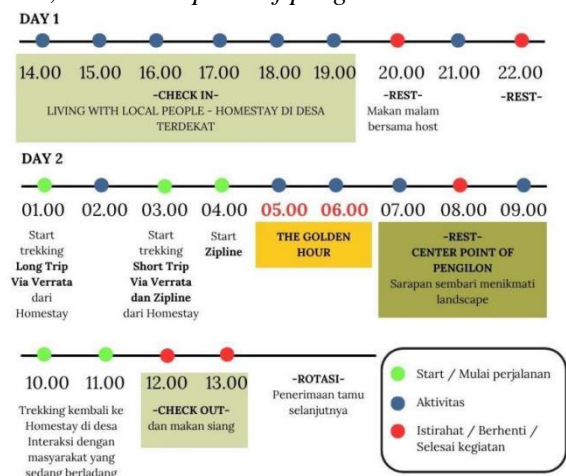 DAY 1
14.00 15.00 16.00 17.00 18.00 19.00 20.00 21.00 22.00
-CHECK IN-
LIVING WITH LOCAL PEOPLE - HOMESTAY DI DESA
TERDEKAT
-REST-
Makan malam
bersama host
-REST-
DAY 2
01.00 02.00 03.00 04.00 05.00 06.00 07.00 08.00 09.00
Start
trekking
Long Trip
Via Verrata
dari
Homestay
Start
trekking
Short Trip
Via Verrata
dan Zipline
dari Homestay
Start
Zipline
THE GOLDEN
HOUR
-REST-
CENTER POINT OF
PENGILON
Sarapan sembari menikmati
landscape
10.00 11.00 12.00 13.00
Trekking kembali ke
Homestay di desa
Interaksi dengan
masyarakat yang
sedang berladang
-CHECK OUT-
dan makan siang
-ROTASI-
Penerimaan tamu
selanjutnya
Start / Mulai perjalanan
Aktivitas
Istirahat / Berhenti /
Selesai kegiatan